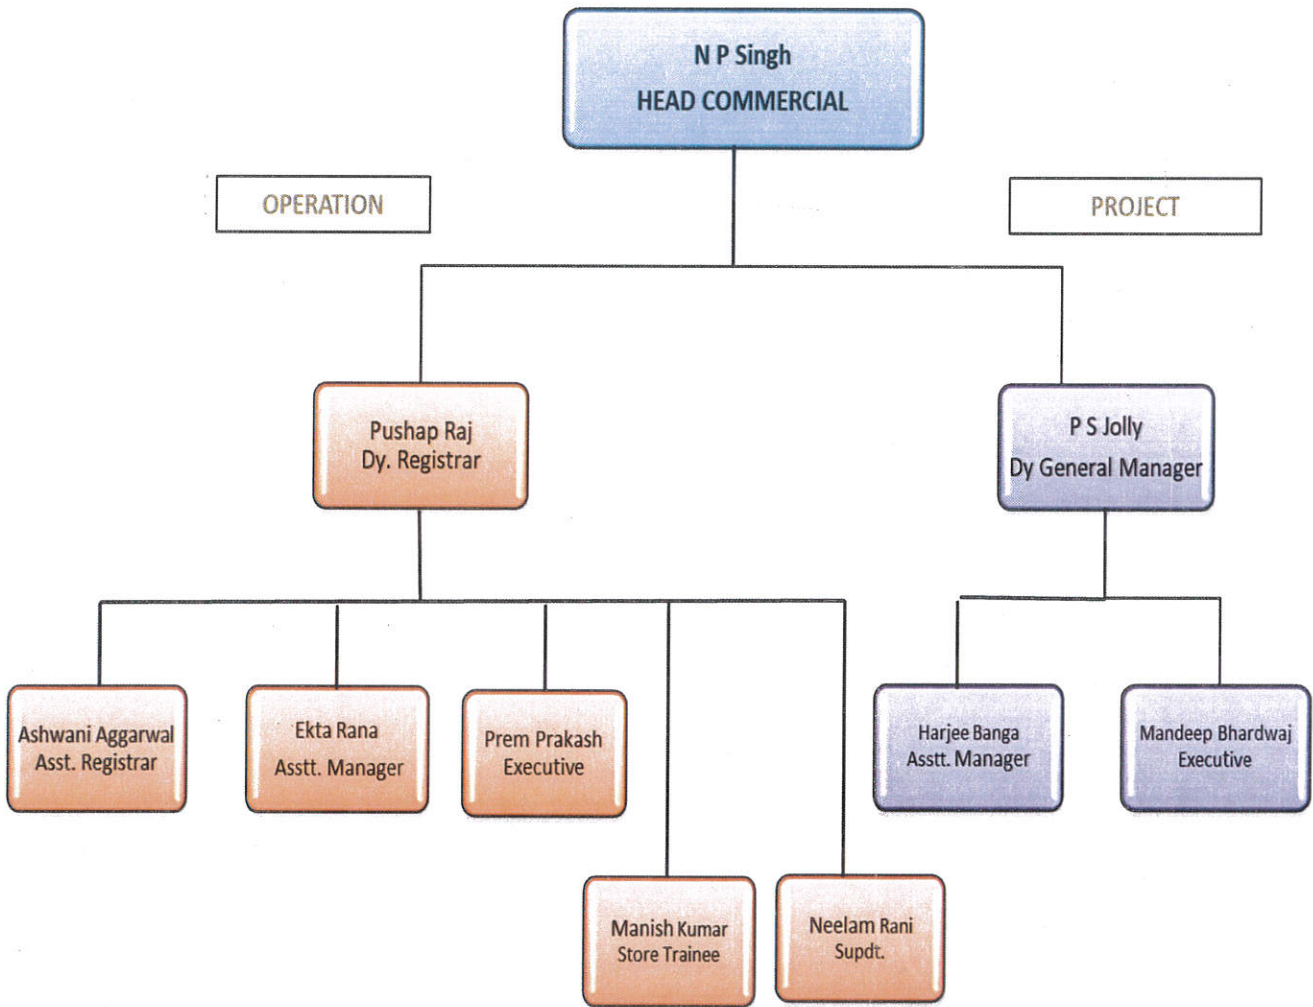 N P Singh
HEAD COMMERCIAL
OPERATION
PROJECT
Pushap Raj
Dy. Registrar
P S Jolly
Dy General Manager
Ashwani Aggarwal
Asst. Registrar
Ekta Rana
Asstt. Manager
Prem Prakash
Executive
Harjee Banga
Asstt. Manager
Mandeep Bhardwaj
Executive
Manish Kumar
Store Trainee
Neelam Rani
Supdt.